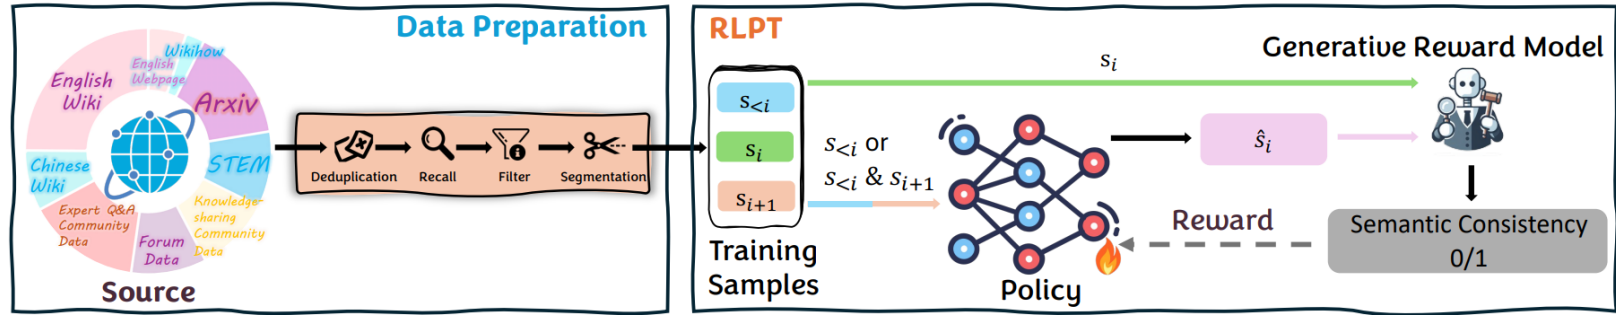 Data Preparation
English
Wiki
English
Webpage
Wikihow
Arxiv
STEM
Knowledge-
sharing
Community
Data
Forum
Data
Expert Q&A
Community
Data
Chinese
Wiki
Source
Deduplication
Recall
Filter
Segmentation
RLPT
s<i
si
si+1
Training
Samples
s<i or
s<i & si+1
Policy
si
ŝi
Generative Reward Model
Semantic Consistency
0/1
Reward